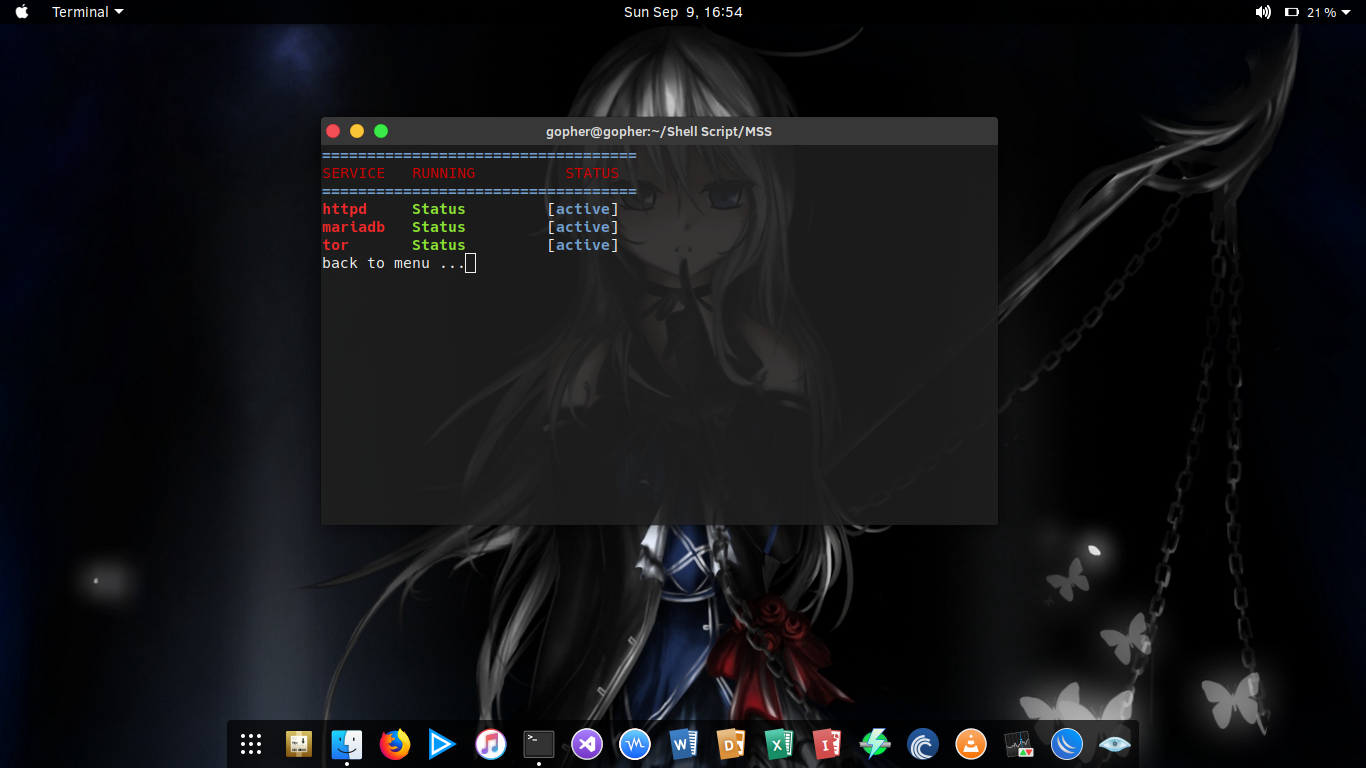 Terminal
Sun Sep 9, 16:54
21 %
gopher@gopher:~/Shell Script/MSS
===================================
SERVICE RUNNING STATUS
===================================
httpd Status [active]
mariadb Status [active]
tor Status [active]
back to menu ...
>_
W D X I